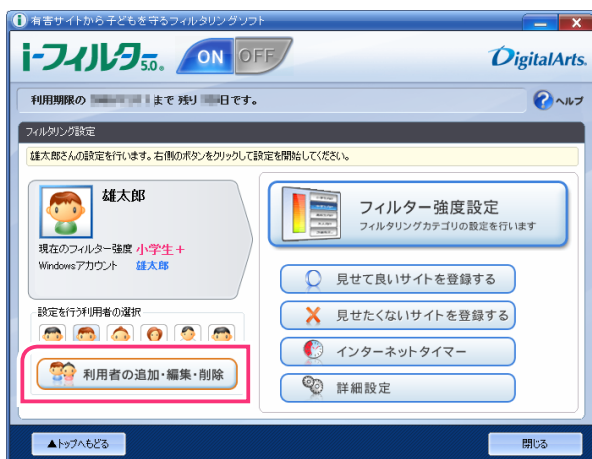 有害サイトから子どもを守るフィルタリングソフト
i-フィルター5.0. ON OFF
DigitalArts.
利用期限の まで 残り 日です。
ヘルプ
フィルタリング設定
雄太郎さんの設定を行います。右側のボタンをクリックして設定を開始してください。
雄太郎
現在のフィルター強度 小学生+
Windowsアカウント 雄太郎
設定を行う利用者の選択
利用者の追加・編集・削除
フィルター強度設定
フィルタリングカテゴリの設定を行います
見せて良いサイトを登録する
見せたくないサイトを登録する
インターネットタイマー
詳細設定
▲トップへもどる
閉じる